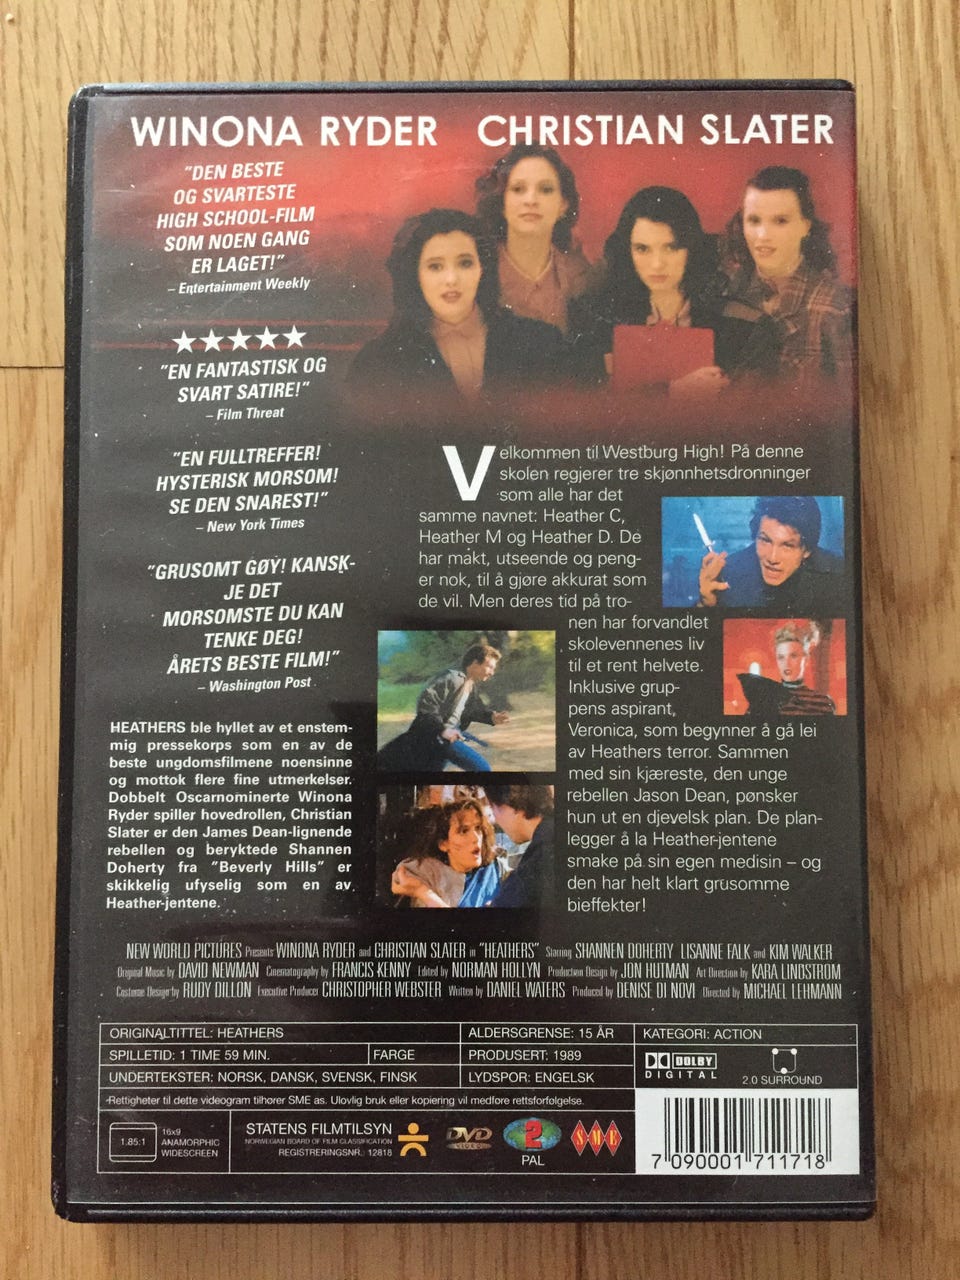 WINONA RYDER CHRISTIAN SLATER
"DEN BESTE
OG SVARTESTE
HIGH SCHOOL-FILM
SOM NOEN GANG
ER LAGET!"
– Entertainment Weekly
"EN FANTASTISK OG
SVART SATIRE!"
– Film Threat
"EN FULLTREFFER!
HYSTERISK MORSOM!
SE DEN SNAREST!"
– New York Times
"GRUSOMT GØY! KANSK-
JE DET
MORSOMSTE DU KAN
TENKE DEG!
ÅRETS BESTE FILM!"
– Washington Post
HEATHERS ble hyllet av et enstem-
mig pressekorps som en av de
beste ungdomsfilmene noensinne
og mottok flere fine utmerkelser.
Dobbelt Oscarnominerte Winona
Ryder spiller hovedrollen, Christian
Slater er den James Dean-lignende
rebellen og beryktede Shannen
Doherty fra "Beverly Hills" er
skikkelig ufyselig som en av
Heather-jentene.
Velkommen til Westburg High! På denne
skolen regjerer tre skjønnhetsdronninger
som alle har det
samme navnet: Heather C,
Heather M og Heather D. De
har makt, utseende og peng-
er nok, til å gjøre akkurat som
de vil. Men deres tid på tro-
nen har forvandlet
skolevennenes liv
til et rent helvete.
Inklusive grup-
pens aspirant,
Veronica, som begynner å gå lei
av Heathers terror. Sammen
med sin kjæreste, den unge
rebellen Jason Dean, pønsker
hun ut en djevelsk plan. De plan-
legger å la Heather-jentene
smake på sin egen medisin – og
den har helt klart grusomme
bieffekter!
NEW WORLD PICTURES Presents WINONA RYDER and CHRISTIAN SLATER in "HEATHERS" Starring SHANNEN DOHERTY LISANNE FALK and KIM WALKER
Original Music by DAVID NEWMAN Cinematography by FRANCIS KENNY Edited by NORMAN HOLLYN Production Design by JON HUTMAN Art Direction by KARA LINDSTROM
Costume Design by RUDY DILLON Executive Producer CHRISTOPHER WEBSTER Written by DANIEL WATERS Produced by DENISE DI NOVI Directed by MICHAEL LEHMANN
ORIGINALTITTEL: HEATHERS ALDERSGRENSE: 15 ÅR KATEGORI: ACTION
SPILLETID: 1 TIME 59 MIN. FARGE PRODUSERT: 1989
UNDERTEKSTER: NORSK, DANSK, SVENSK, FINSK LYDSPOR: ENGELSK
DOLBY
DIGITAL
2.0 SURROUND
Rettigheter til dette videogram tilhører SME as. Ulovlig bruk eller kopiering vil medføre rettsforfølgelse.
1.85:1
16x9
ANAMORPHIC
WIDESCREEN
STATENS FILMTILSYN
NORWEGIAN BOARD OF FILM CLASSIFICATION
REGISTRERINGSNR. 12818
DVD
VIDEO
2
PAL
SME
7 090001 711718